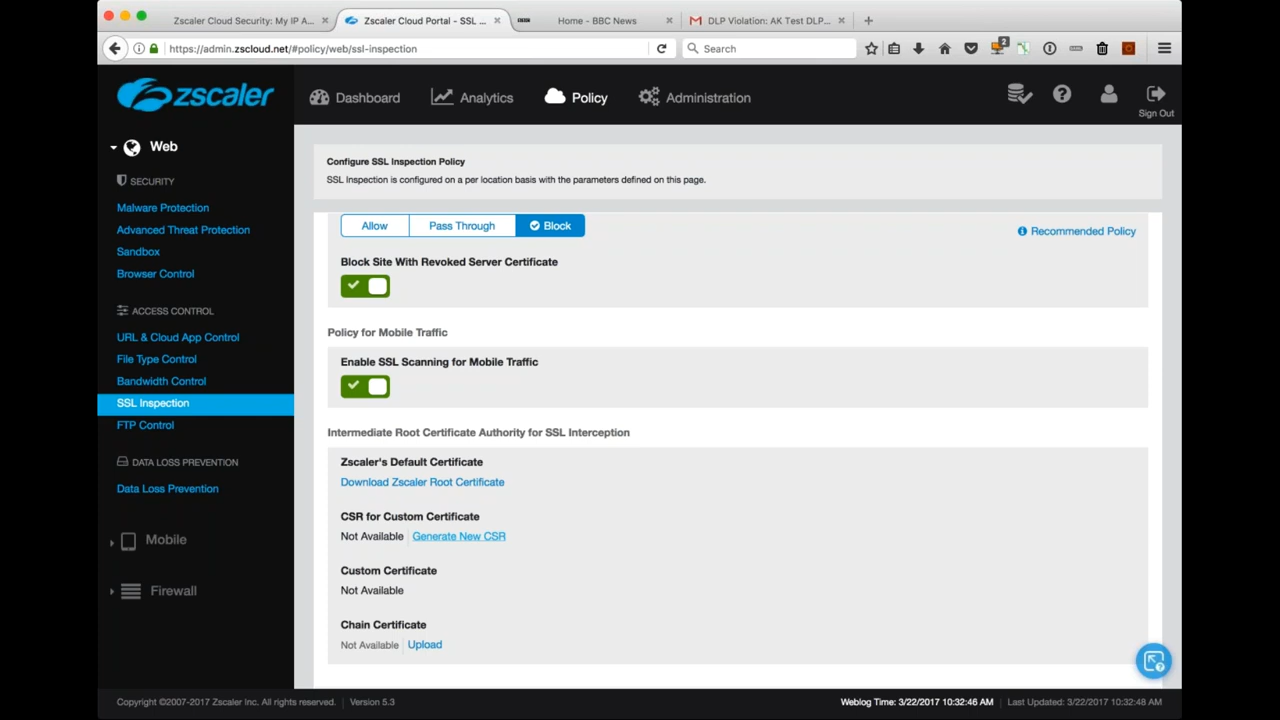 Zscaler Cloud Security: My IP A...
Zscaler Cloud Portal - SSL ...
BBC
Home - BBC News
DLP Violation: AK Test DLP...
https://admin.zscloud.net/#policy/web/ssl-inspection
Search
2
zscaler
Dashboard
Analytics
Policy
Administration
Sign Out
Web
SECURITY
Malware Protection
Advanced Threat Protection
Sandbox
Browser Control
ACCESS CONTROL
URL & Cloud App Control
File Type Control
Bandwidth Control
SSL Inspection
FTP Control
DATA LOSS PREVENTION
Data Loss Prevention
Mobile
Firewall
Configure SSL Inspection Policy
SSL Inspection is configured on a per location basis with the parameters defined on this page.
Allow
Pass Through
Block
Recommended Policy
Block Site With Revoked Server Certificate
Policy for Mobile Traffic
Enable SSL Scanning for Mobile Traffic
Intermediate Root Certificate Authority for SSL Interception
Zscaler's Default Certificate
Download Zscaler Root Certificate
CSR for Custom Certificate
Not Available Generate New CSR
Custom Certificate
Not Available
Chain Certificate
Not Available Upload
Copyright ©2007-2017 Zscaler Inc. All rights reserved. | Version 5.3
Weblog Time: 3/22/2017 10:32:46 AM | Last Updated: 3/22/2017 10:32:48 AM